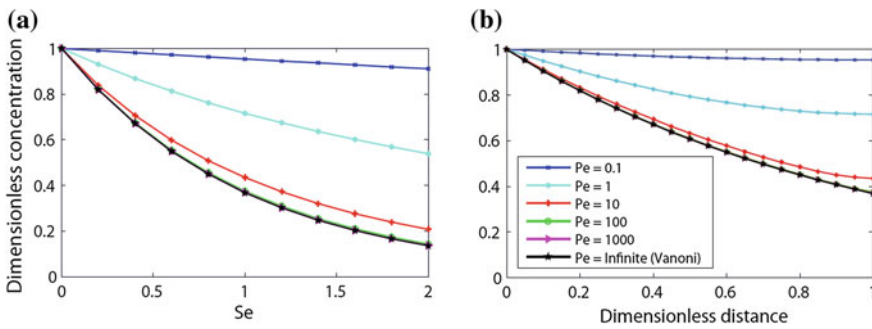 (a)
Dimensionless concentration
1
0.8
0.6
0.4
0.2
0
0
0.5
1
1.5
2
Se
(b)
1
0.8
0.6
0.4
0.2
0
Pe = 0.1
Pe = 1
Pe = 10
Pe = 100
Pe = 1000
Pe = Infinite (Vanoni)
0
0.2
0.4
0.6
0.8
1
Dimensionless distance